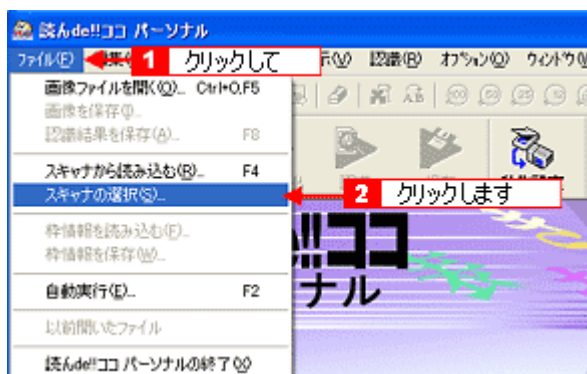 読んde!!ココ パーソナル
ファイル(F) 1 クリックして 示(V) 認識(R) オプション(O) ウィンドウ(W
画像ファイルを開く(O)... Ctrl+O,F5
画像を保存(I)...
認識結果を保存(A)... F8
スキャナから読み込む(R)... F4
スキャナの選択(S)...
2 クリックします
枠情報を読み込む(F)...
枠情報を保存(W)...
自動実行(E)... F2
以前開いたファイル
読んde!!ココ パーソナルの終了(X)
de!!ココ
ナル